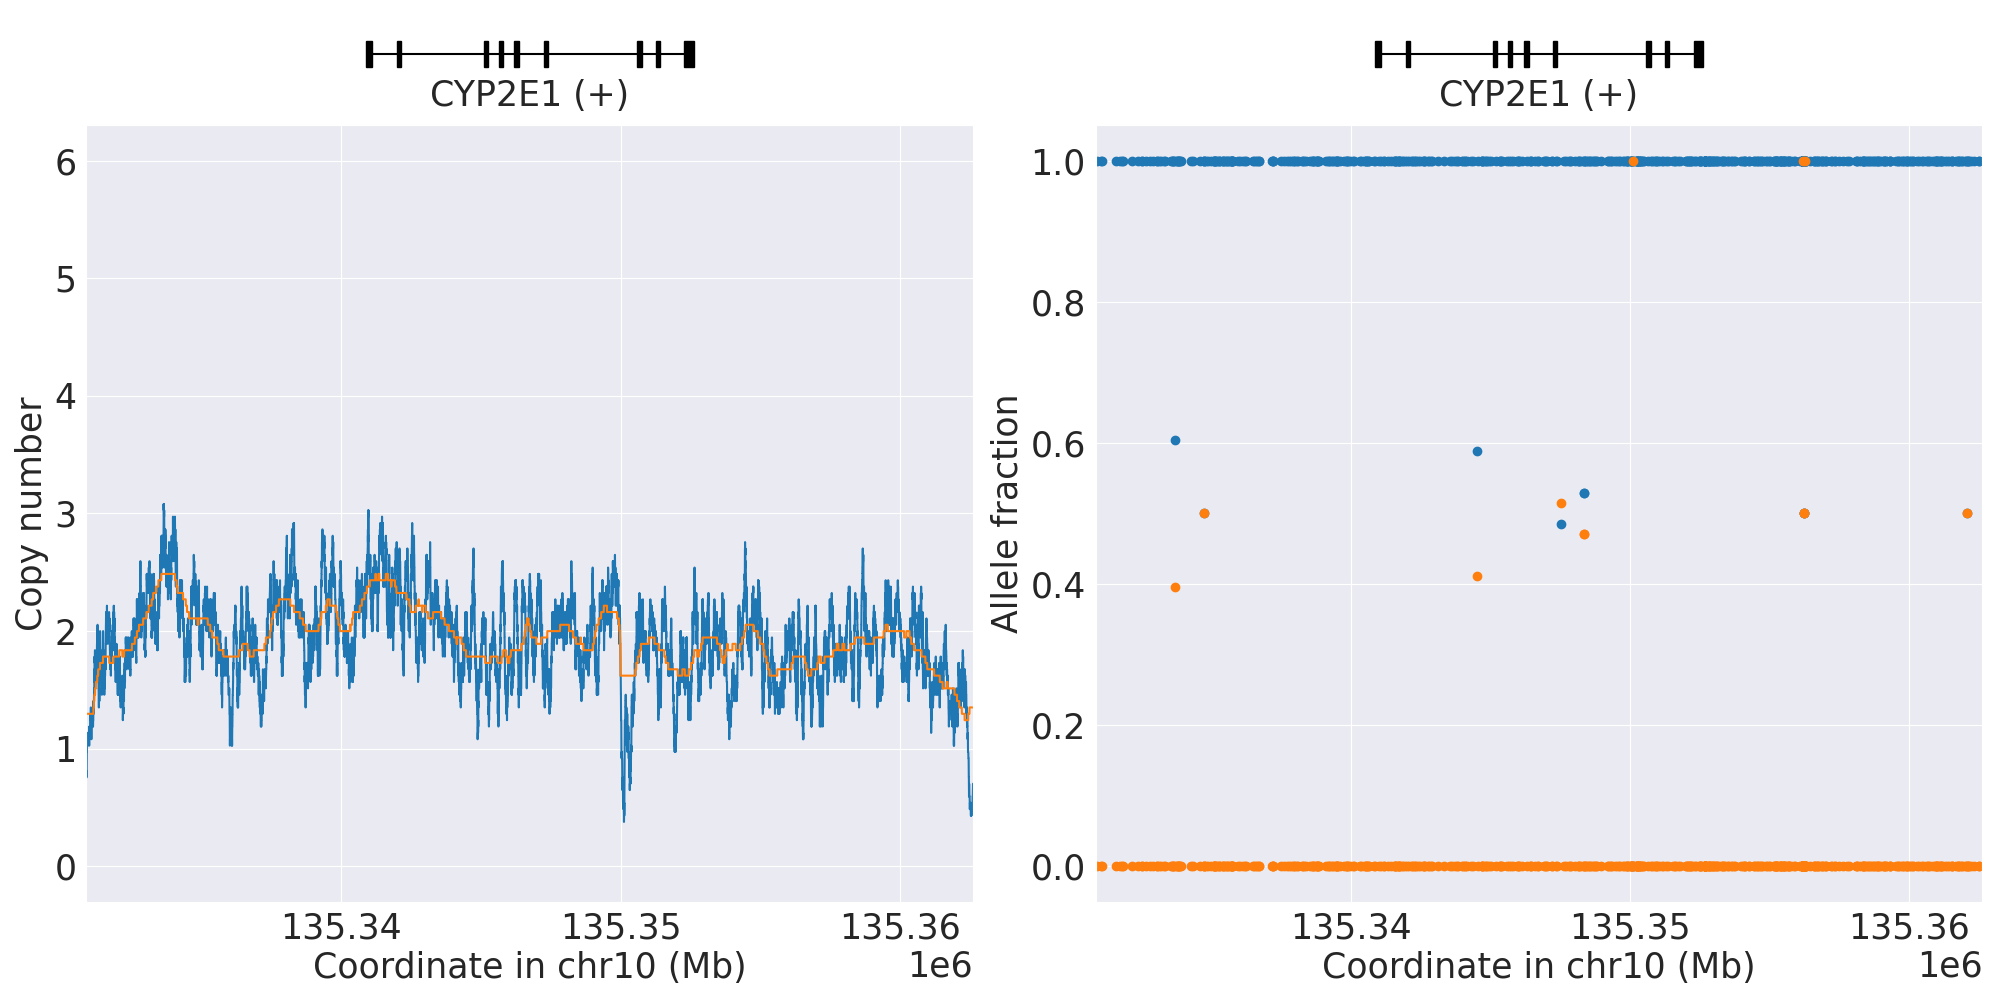 CYP2E1 (+)
CYP2E1 (+)
Copy number
6
5
4
3
2
1
0
135.34 135.35 135.36
Coordinate in chr10 (Mb)
1e6
Allele fraction
1.0
0.8
0.6
0.4
0.2
0.0
135.34 135.35 135.36
Coordinate in chr10 (Mb)
1e6